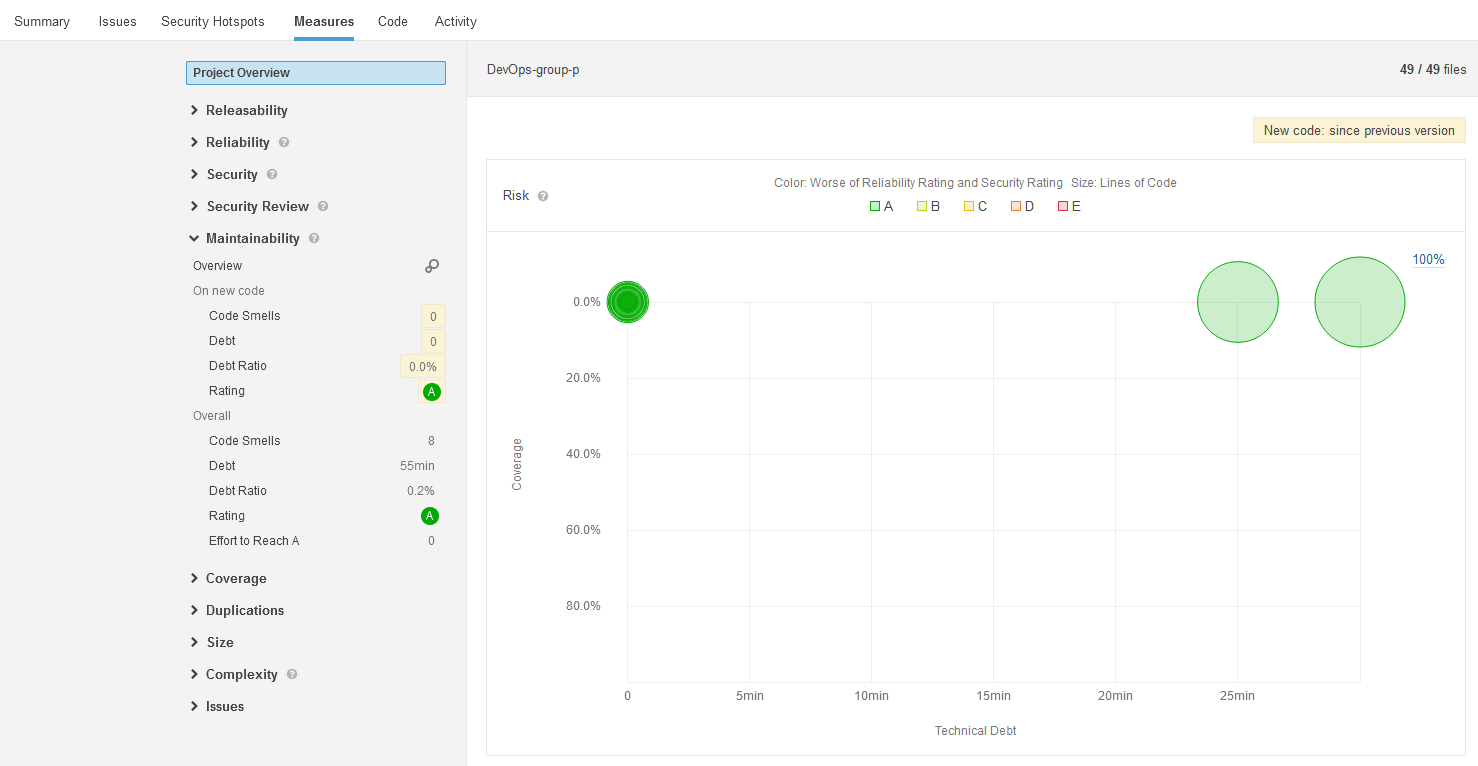 Summary Issues Security Hotspots Measures Code Activity
Project Overview
Releasability
Reliability ?
Security ?
Security Review ?
Maintainability ?
Overview
On new code
Code Smells 0
Debt 0
Debt Ratio 0.0%
Rating A
Overall
Code Smells 8
Debt 55min
Debt Ratio 0.2%
Rating A
Effort to Reach A 0
Coverage
Duplications
Size
Complexity ?
Issues
DevOps-group-p 49 / 49 files
New code: since previous version
Risk ?
Color: Worse of Reliability Rating and Security Rating Size: Lines of Code
A B C D E
100%
0.0%
20.0%
40.0%
60.0%
80.0%
Coverage
0 5min 10min 15min 20min 25min
Technical Debt